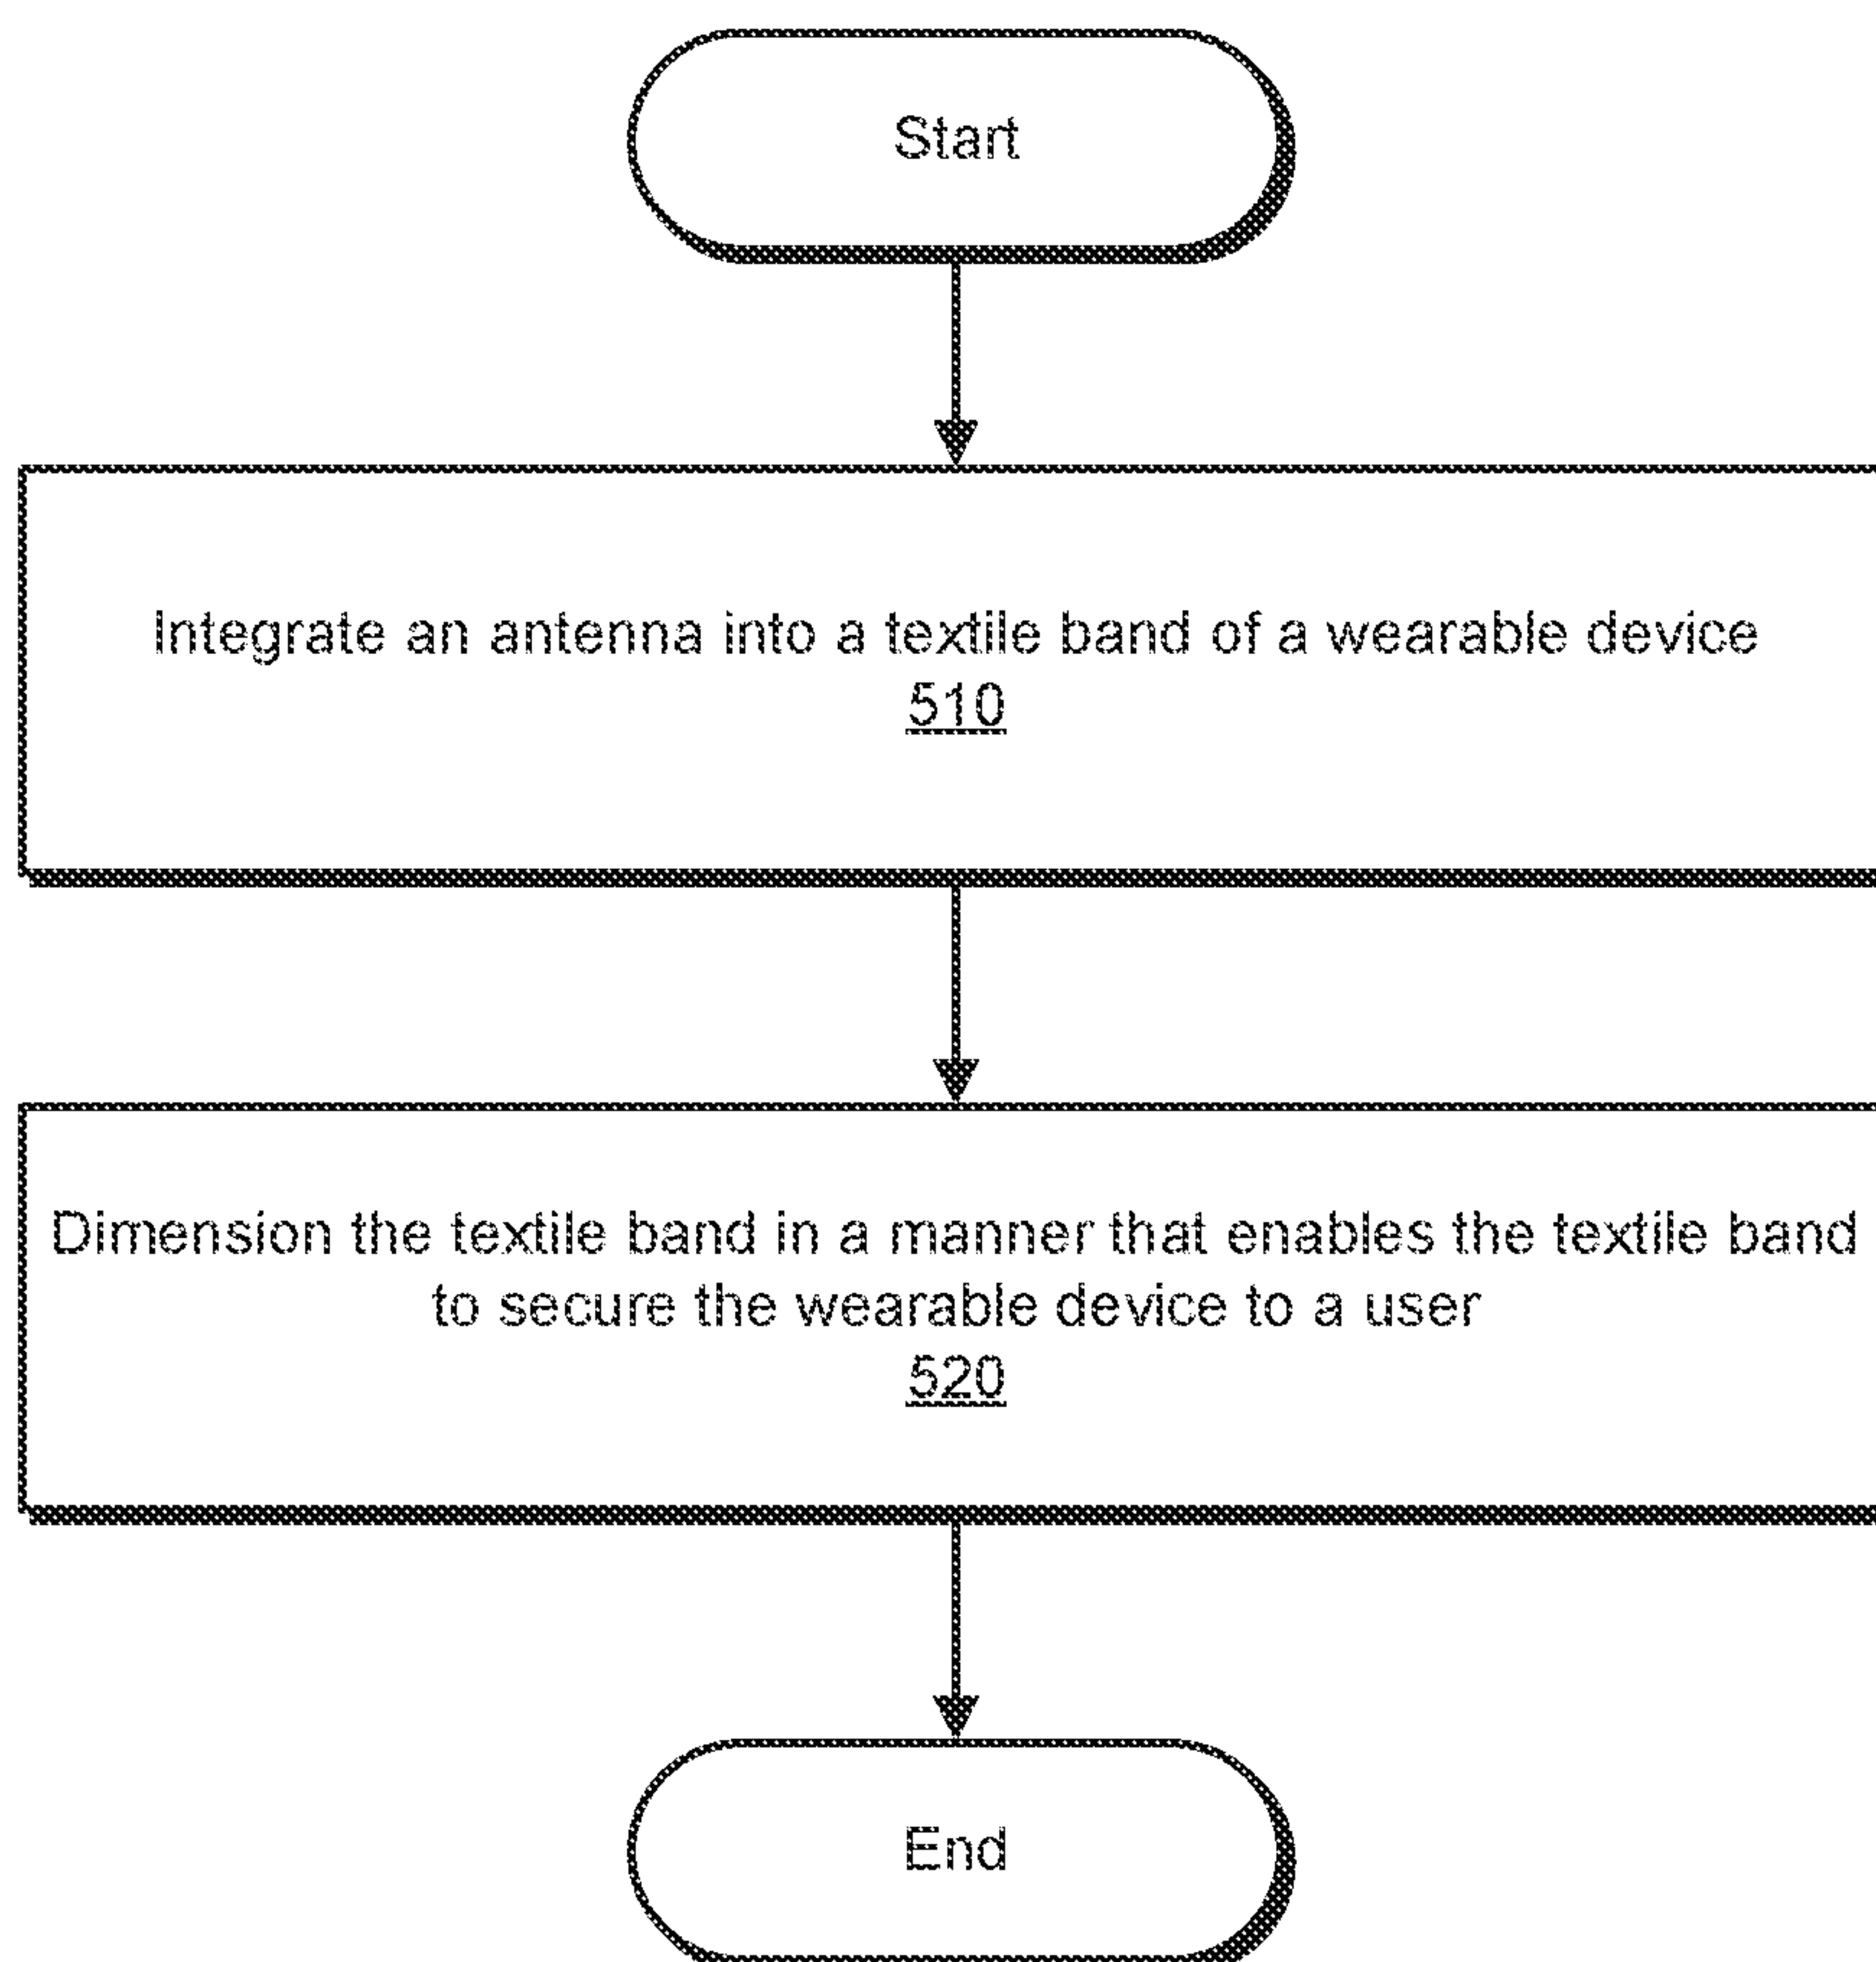 Start
Integrate an antenna into a textile band of a wearable device
510
Dimension the textile band in a manner that enables the textile band
to secure the wearable device to a user
520
End